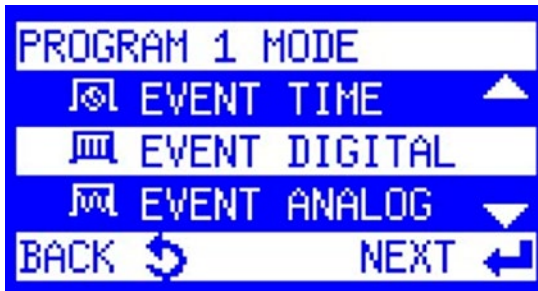 PROGRAM 1 MODE
EVENT TIME
EVENT DIGITAL
EVENT ANALOG
BACK NEXT